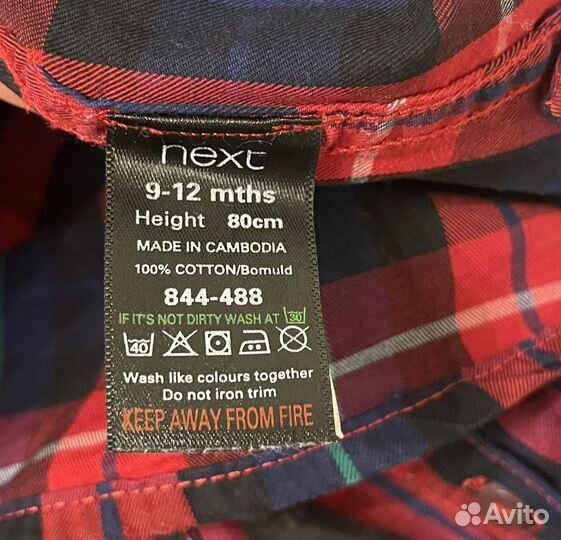 next
9-12 mths
Height 80cm
MADE IN CAMBODIA
100% COTTON/Bomuld
844-488
IF IT'S NOT DIRTY WASH AT 30
40
Wash like colours together
Do not iron trim
KEEP AWAY FROM FIRE
Avito